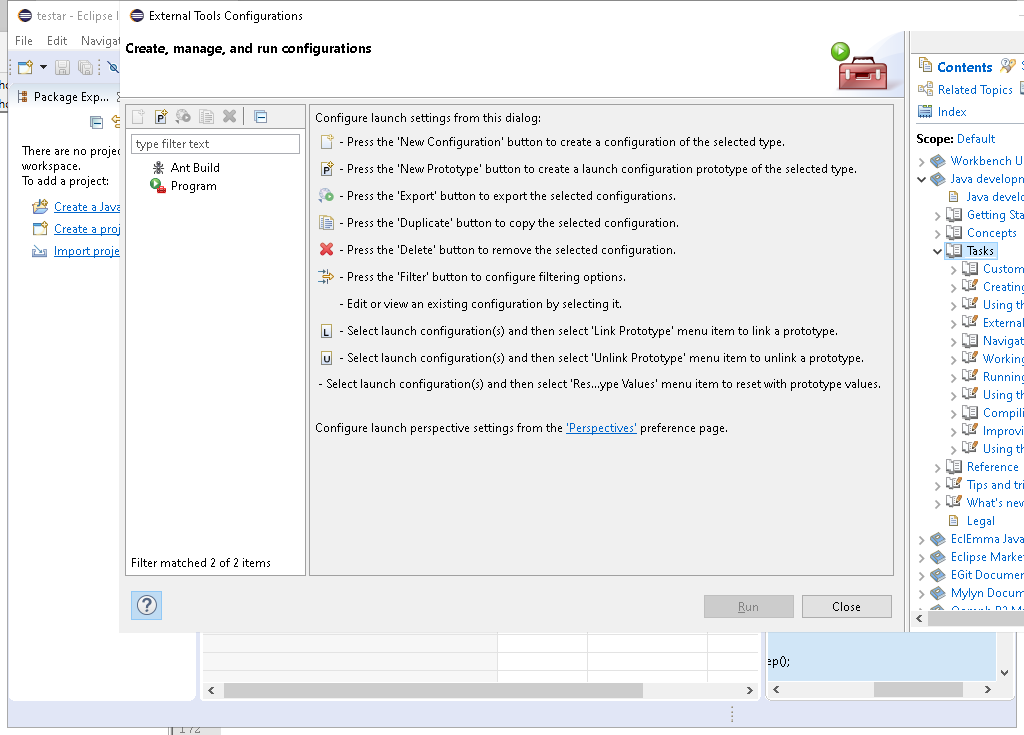 testar - Eclipse I
External Tools Configurations
File Edit Navigat
Create, manage, and run configurations
Package Exp...
There are no projec
workspace.
To add a project:
Create a Java
Create a proj
Import proje
type filter text
Ant Build
Program
Filter matched 2 of 2 items
Configure launch settings from this dialog:
- Press the 'New Configuration' button to create a configuration of the selected type.
- Press the 'New Prototype' button to create a launch configuration prototype of the selected type.
- Press the 'Export' button to export the selected configurations.
- Press the 'Duplicate' button to copy the selected configuration.
- Press the 'Delete' button to remove the selected configuration.
- Press the 'Filter' button to configure filtering options.
- Edit or view an existing configuration by selecting it.
- Select launch configuration(s) and then select 'Link Prototype' menu item to link a prototype.
- Select launch configuration(s) and then select 'Unlink Prototype' menu item to unlink a prototype.
- Select launch configuration(s) and then select 'Res...ype Values' menu item to reset with prototype values.
Configure launch perspective settings from the 'Perspectives' preference page.
Run
Close
Contents
Related Topics
Index
Scope: Default
Workbench U
Java developn
Java develo
Getting Sta
Concepts
Tasks
Custom
Creating
Using th
External
Navigat
Working
Running
Using th
Compili
Improvi
Using th
Reference
Tips and tri
What's new
Legal
EclEmma Java
Eclipse Marke
EGit Documer
Mylyn Docum
ep();
172